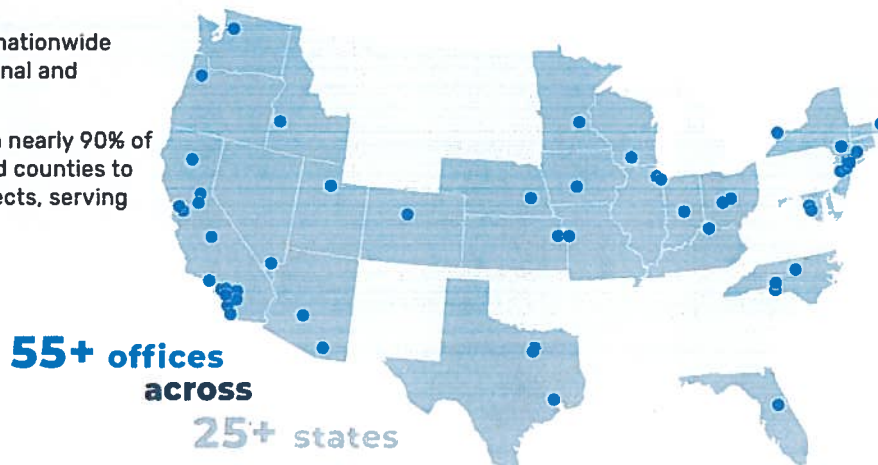 nationwide
nal and
nearly 90% of
d counties to
ects, serving
55+ offices
across
25+ states